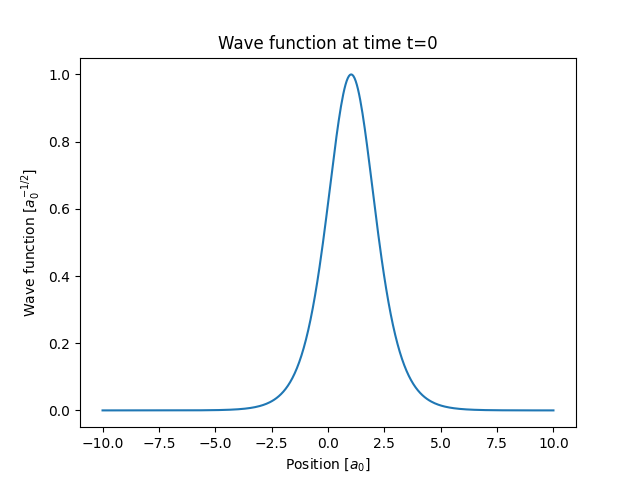 Wave function at time t=0
1.0
0.8
0.6
0.4
0.2
0.0
Wave function [$a_0^{-1/2}$]
−10.0 −7.5 −5.0 −2.5 0.0 2.5 5.0 7.5 10.0
Position [$a_0$]